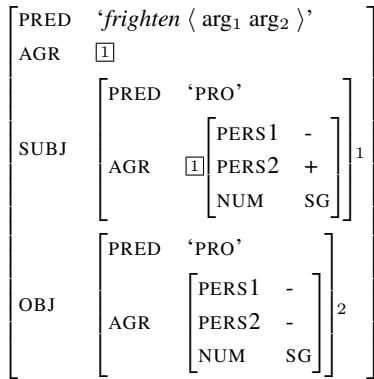 PRED ‘frighten ⟨ arg₁ arg₂ ⟩’
AGR 1
SUBJ
PRED ‘PRO’
AGR 1
PERS1 -
PERS2 +
NUM SG
1
OBJ
PRED ‘PRO’
AGR
PERS1 -
PERS2 -
NUM SG
2